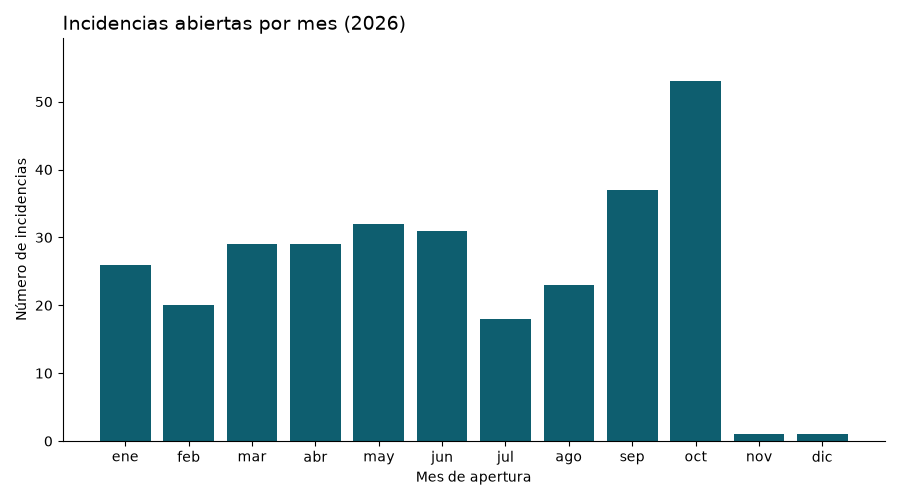 Incidencias abiertas por mes (2026)
Número de incidencias
50
40
30
20
10
0
ene feb mar abr may jun jul ago sep oct nov dic
Mes de apertura